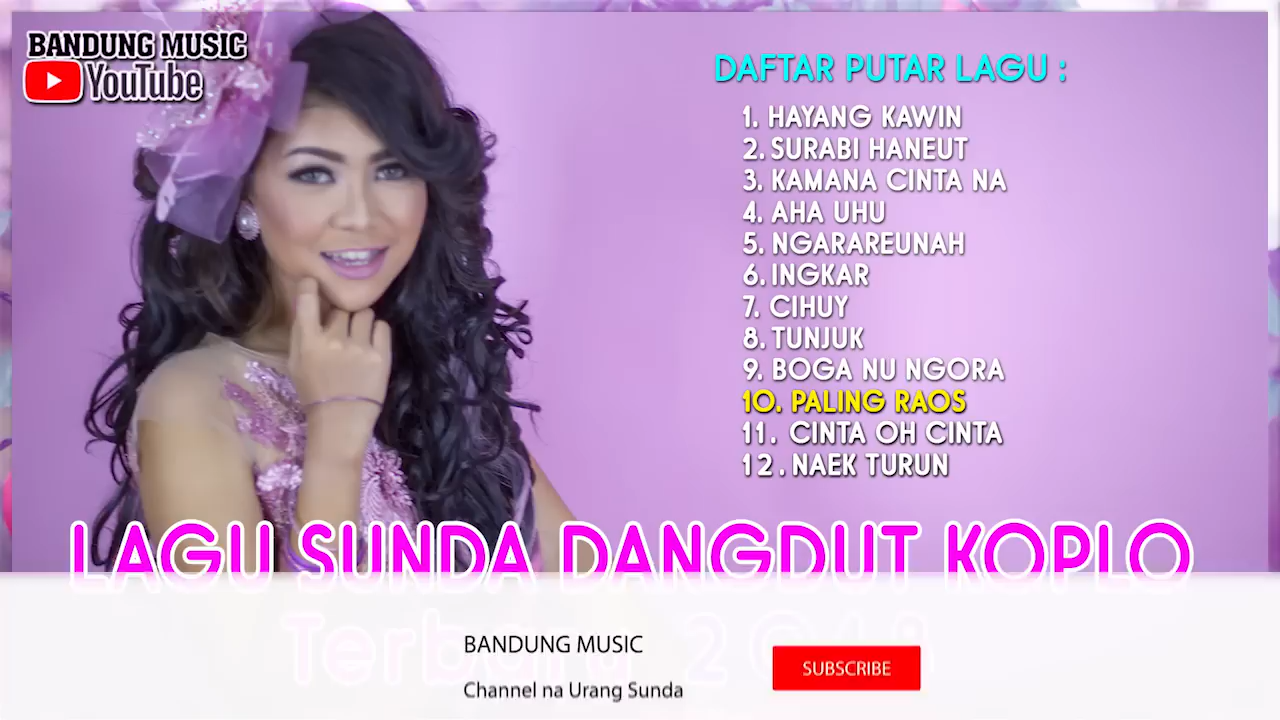 BANDUNG MUSIC
YouTube
DAFTAR PUTAR LAGU :
1. HAYANG KAWIN
2. SURABI HANEUT
3. KAMANA CINTA NA
4. AHA UHU
5. NGARAREUNAH
6. INGKAR
7. CIHUY
8. TUNJUK
9. BOGA NU NGORA
10. PALING RAOS
11. CINTA OH CINTA
12. NAEK TURUN
LAGU SUNDA DANGDUT KOPLO
Terbaru
BANDUNG MUSIC
Channel na Urang Sunda
SUBSCRIBE